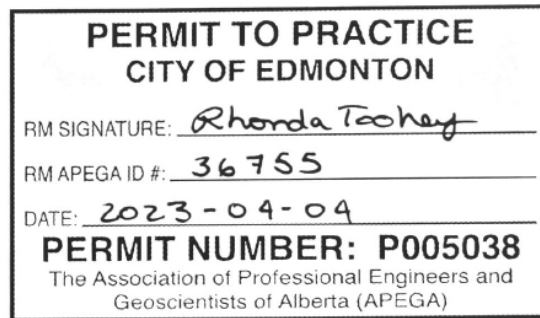 PERMIT TO PRACTICE
CITY OF EDMONTON
RM SIGNATURE: Rhonda Toohey
RM APEGA ID #: 36755
DATE: 2023-04-04
PERMIT NUMBER: P005038
The Association of Professional Engineers and
Geoscientists of Alberta (APEGA)